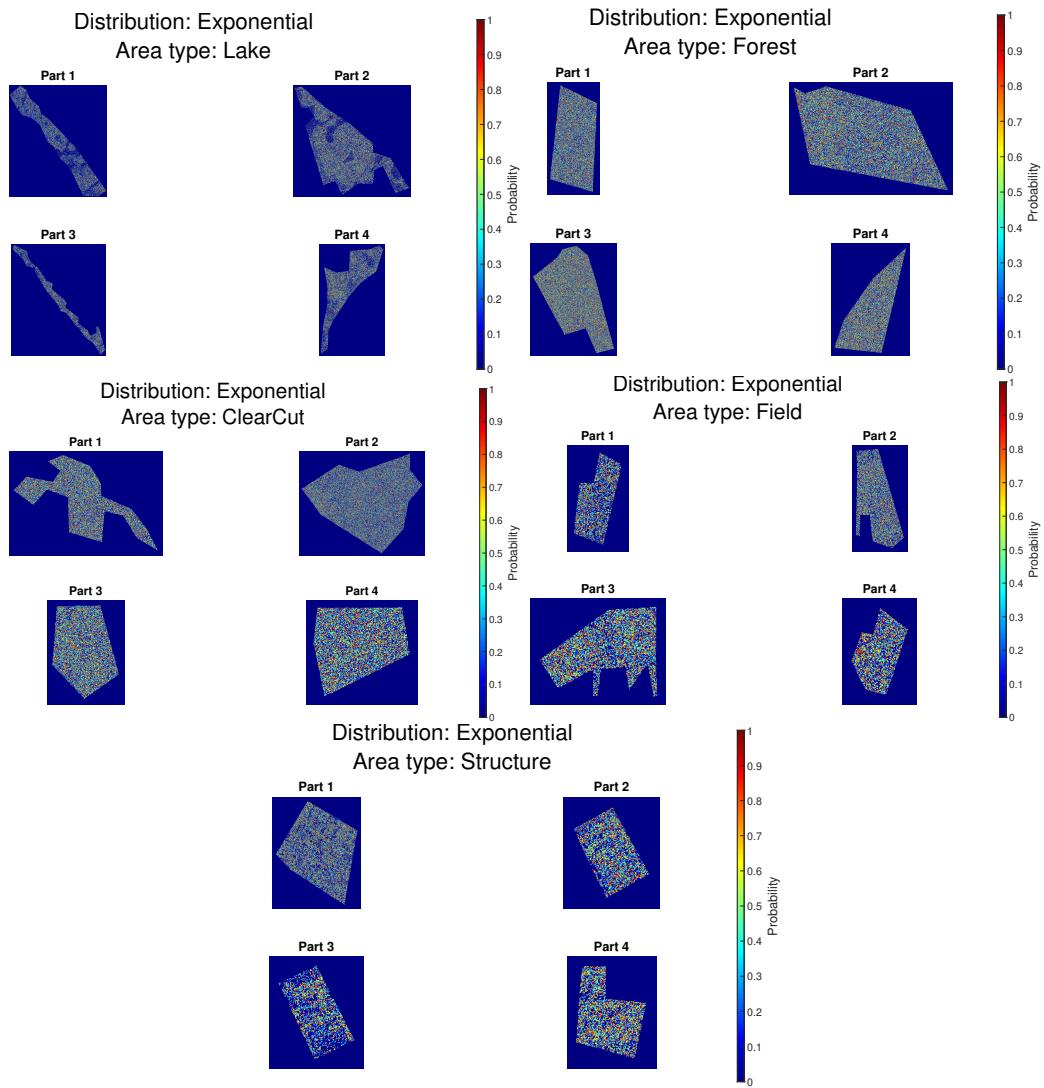 Distribution: Exponential
Area type: Lake
Part 1
Part 2
Part 3
Part 4
1
0.9
0.8
0.7
0.6
0.5
0.4
0.3
0.2
0.1
0
Probability
Distribution: Exponential
Area type: Forest
Part 1
Part 2
Part 3
Part 4
1
0.9
0.8
0.7
0.6
0.5
0.4
0.3
0.2
0.1
0
Probability
Distribution: Exponential
Area type: ClearCut
Part 1
Part 2
Part 3
Part 4
1
0.9
0.8
0.7
0.6
0.5
0.4
0.3
0.2
0.1
0
Probability
Distribution: Exponential
Area type: Field
Part 1
Part 2
Part 3
Part 4
1
0.9
0.8
0.7
0.6
0.5
0.4
0.3
0.2
0.1
0
Probability
Distribution: Exponential
Area type: Structure
Part 1
Part 2
Part 3
Part 4
1
0.9
0.8
0.7
0.6
0.5
0.4
0.3
0.2
0.1
0
Probability